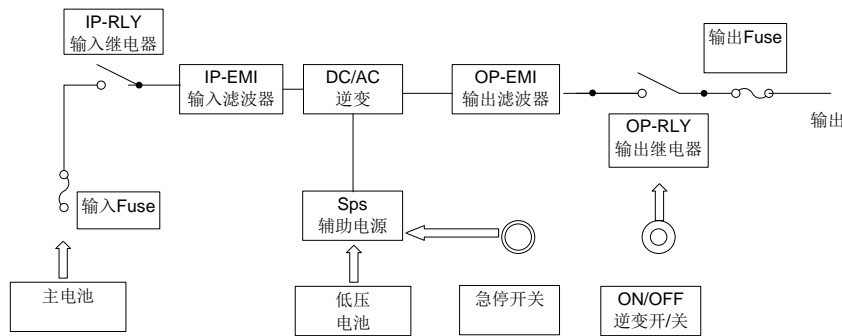 IP-RLY
输入继电器
输出Fuse
IP-EMI
输入滤波器
DC/AC
逆变
OP-EMI
输出滤波器
输出
OP-RLY
输出继电器
输入Fuse
Sps
辅助电源
主电池
低压
电池
急停开关
ON/OFF
逆变开/关